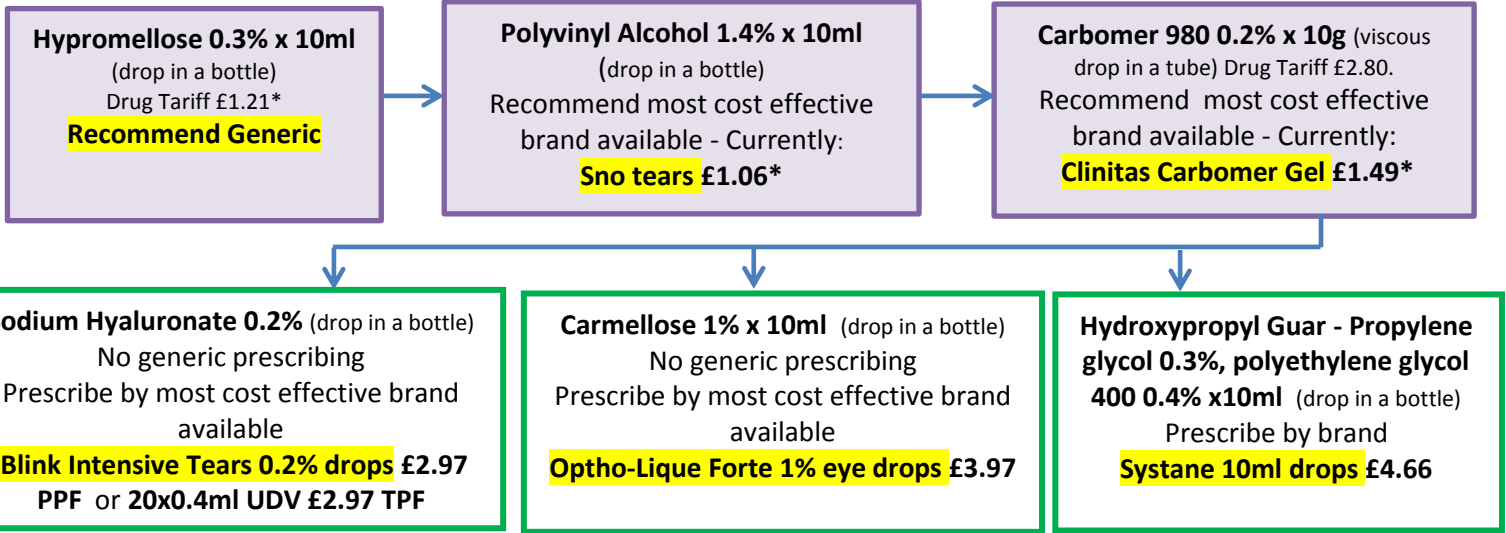 Hypromellose 0.3% x 10ml
(drop in a bottle)
Drug Tariff £1.21*
Recommend Generic
Polyvinyl Alcohol 1.4% x 10ml
(drop in a bottle)
Recommend most cost effective
brand available - Currently:
Sno tears £1.06*
Carbomer 980 0.2% x 10g (viscous
drop in a tube) Drug Tariff £2.80.
Recommend most cost effective
brand available - Currently:
Clinitas Carbomer Gel £1.49*
odium Hyaluronate 0.2% (drop in a bottle)
No generic prescribing
Prescribe by most cost effective brand
available
Blink Intensive Tears 0.2% drops £2.97
PPF or 20x0.4ml UDV £2.97 TPF
Carmellose 1% x 10ml (drop in a bottle)
No generic prescribing
Prescribe by most cost effective brand
available
Optho-Lique Forte 1% eye drops £3.97
Hydroxypropyl Guar - Propylene
glycol 0.3%, polyethylene glycol
400 0.4% x10ml (drop in a bottle)
Prescribe by brand
Systane 10ml drops £4.66